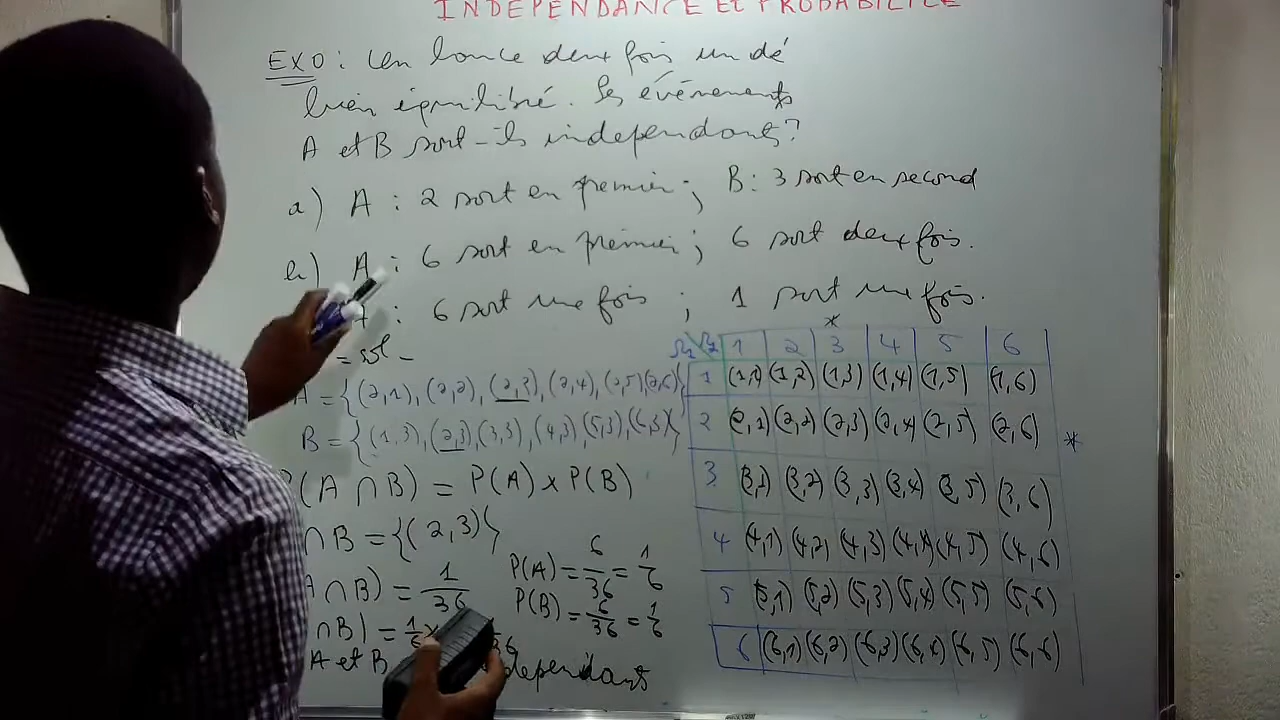 INDEPENDANCE Et PROBABILITE
EXO : On lance deux fois un dé
bien équilibré. Les événements
A et B sont-ils independants?
a) A : 2 sort en premier ; B : 3 sort en second
b) A : 6 sort en premier ; 6 sort deux fois.
: 6 sort une fois ; 1 sort une fois.
= {(2,1), (2,2), (2,3), (2,4), (2,5)(2,6)}
B = {(1,3), (2,3), (3,3), (4,3), (5,3), (6,3)}
P(A ∩ B) = P(A) x P(B)
∩ B = {(2,3)}
∩ B) = 1/36
P(A) = 6/36 = 1/6
P(B) = 6/36 = 1/6
∩ B) = 1/6 x
A et B dependants
*
1 2 3 4 5 6
1 (1,1) (1,2) (1,3) (1,4) (1,5) (1,6)
2 (2,1) (2,2) (2,3) (2,4) (2,5) (2,6) *
3 (3,1) (3,2) (3,3) (3,4) (3,5) (3,6)
4 (4,1) (4,2) (4,3) (4,4) (4,5) (4,6)
5 (5,1) (5,2) (5,3) (5,4) (5,5) (5,6)
6 (6,1) (6,2) (6,3) (6,4) (6,5) (6,6)